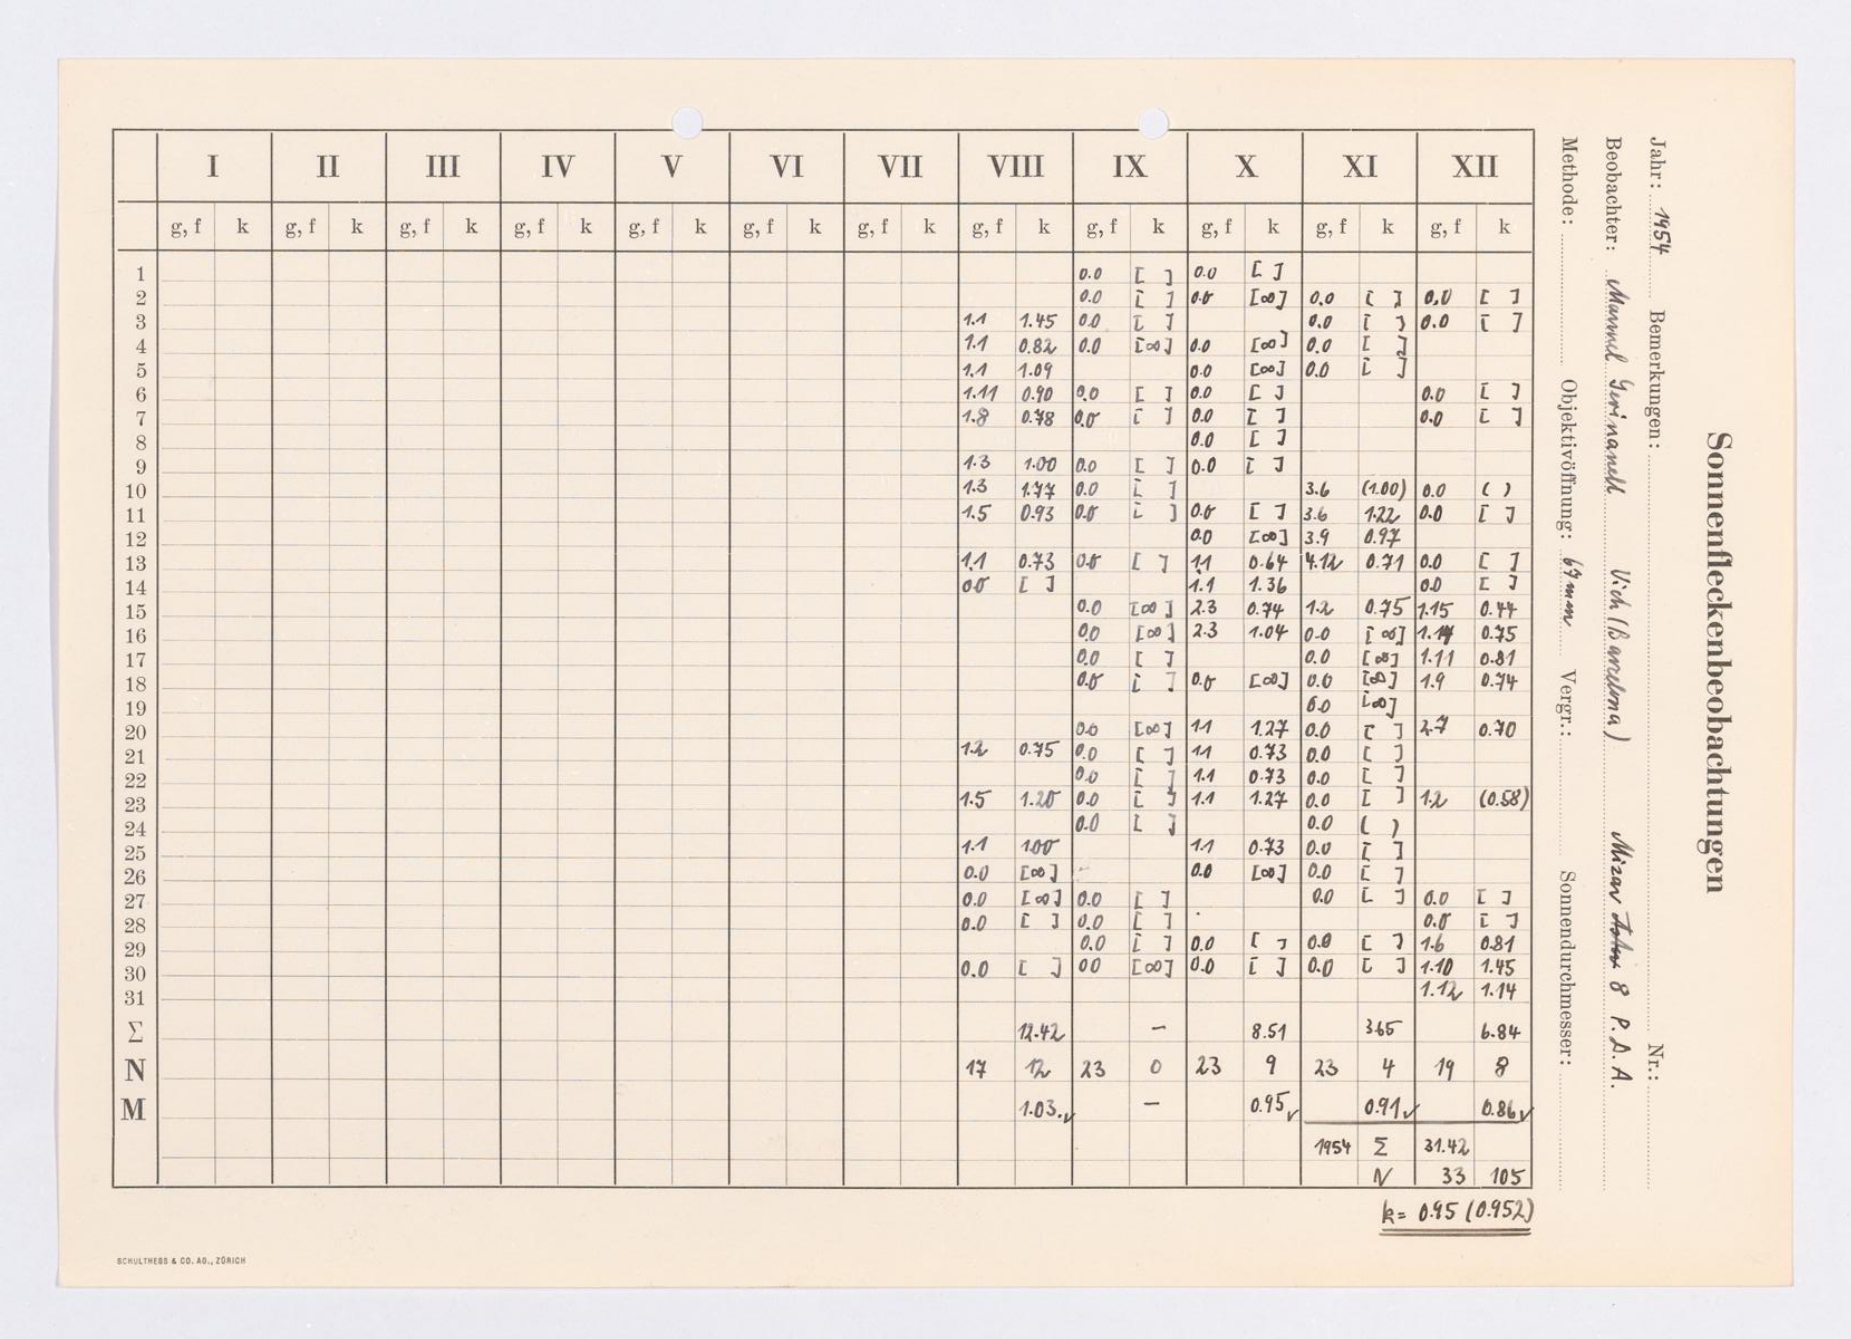 Sonnenfleckenbeobachtungen
Jahr: 1954 Bemerkungen: Nr.:
Beobachter: Manuel Vich (Barcelona) Mizar 8 P. A. A.
Methode: Objektivöffnung: 67mm Vergr.: Sonnendurchmesser:
I II III IV V VI VII VIII IX X XI XII
g, f k g, f k g, f k g, f k g, f k g, f k g, f k g, f k g, f k g, f k g, f k g, f k
1 0.0 [ ] 0.0 [ ]
2 0.0 [ ] 0.0 [∞] 0.0 [ ] 0.0 [ ]
3 1.1 1.45 0.0 [ ] 0.0 [ ] 0.0 [ ]
4 1.1 0.82 0.0 [∞] 0.0 [∞] 0.0 [ ]
5 1.1 1.09 0.0 [∞] 0.0 [ ]
6 1.11 0.90 0.0 [ ] 0.0 [ ] 0.0 [ ]
7 1.8 0.78 0.0 [ ] 0.0 [ ] 0.0 [ ]
8 0.0 [ ]
9 1.3 1.00 0.0 [ ] 0.0 [ ]
10 1.3 1.77 0.0 [ ] 3.6 (1.00) 0.0 ( )
11 1.5 0.93 0.0 [ ] 0.0 [ ] 3.6 1.22 0.0 [ ]
12 0.0 [∞] 3.9 0.97
13 1.1 0.73 0.0 [ ] 1.1 0.64 4.12 0.71 0.0 [ ]
14 0.0 [ ] 1.1 1.36 0.0 [ ]
15 0.0 [∞] 2.3 0.74 1.2 0.75 1.15 0.44
16 0.0 [∞] 2.3 1.04 0.0 [∞] 0.75
17 0.0 [ ] 0.0 [∞] 1.11 0.81
18 0.0 [ ] 0.0 [∞] 0.0 [∞] 1.9 0.74
19 0.0 [∞]
20 0.0 [∞] 1.1 1.27 0.0 [ ] 2.7 0.70
21 1.2 0.75 0.0 [ ] 1.1 0.73 0.0 [ ]
22 0.0 [ ] 1.1 0.73 0.0 [ ]
23 1.5 1.20 0.0 [ ] 1.1 1.27 0.0 [ ] 1.2 (0.58)
24 0.0 [ ] 0.0 ( )
25 1.1 1.00 1.1 0.73 0.0 [ ]
26 0.0 [∞] 0.0 [∞] 0.0 [ ]
27 0.0 [∞] 0.0 [ ] 0.0 [ ] 0.0 [ ]
28 0.0 [ ] 0.0 [ ] 0.0 [ ]
29 0.0 [ ] 0.0 [ ] 0.0 [ ] 1.6 0.81
30 0.0 [ ] 0.0 [∞] 0.0 [ ] 0.0 [ ] 1.10 1.45
31 1.12 1.14
Σ 12.42 – 8.51 3.65 6.84
N 17 12 23 0 23 9 23 4 19 8
M 1.03. ✓ – 0.95 ✓ 0.91 ✓ 0.86 ✓
1954 Σ 31.42
N 33 105
k = 0.95 (0.952)
SCHULTHESS & CO. AG., ZÜRICH